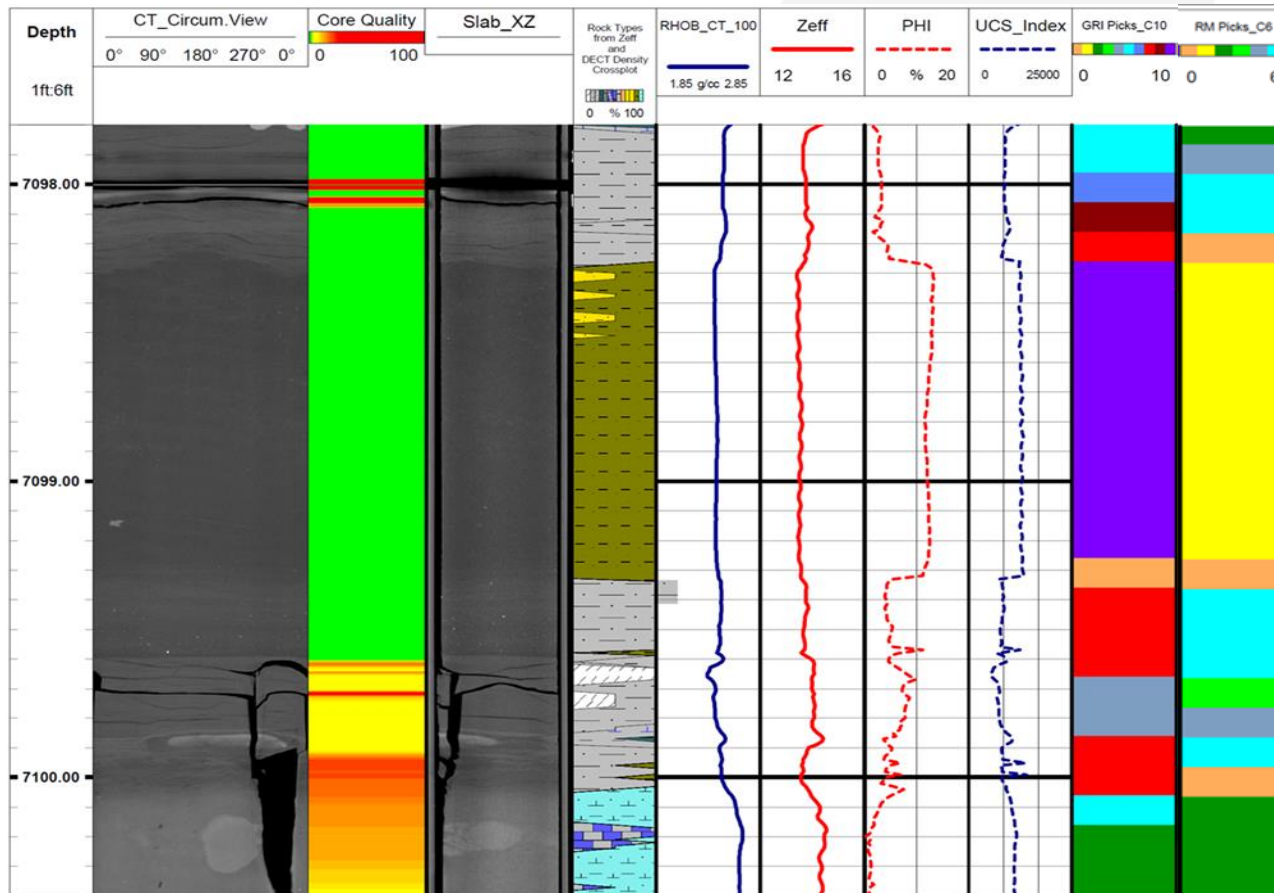 Depth
1ft:6ft
CT_Circum.View
0° 90° 180° 270° 0°
Core Quality
0 100
Slab_XZ
Rock Types
from Zeff
and
DECT Density
Crossplot
0 % 100
RHOB_CT_100
1.85 g/cc 2.85
Zeff
12 16
PHI
0 % 20
UCS_Index
0 25000
GRI Picks_C10
0 10
RM Picks_C6
0 6
7098.00
7099.00
7100.00